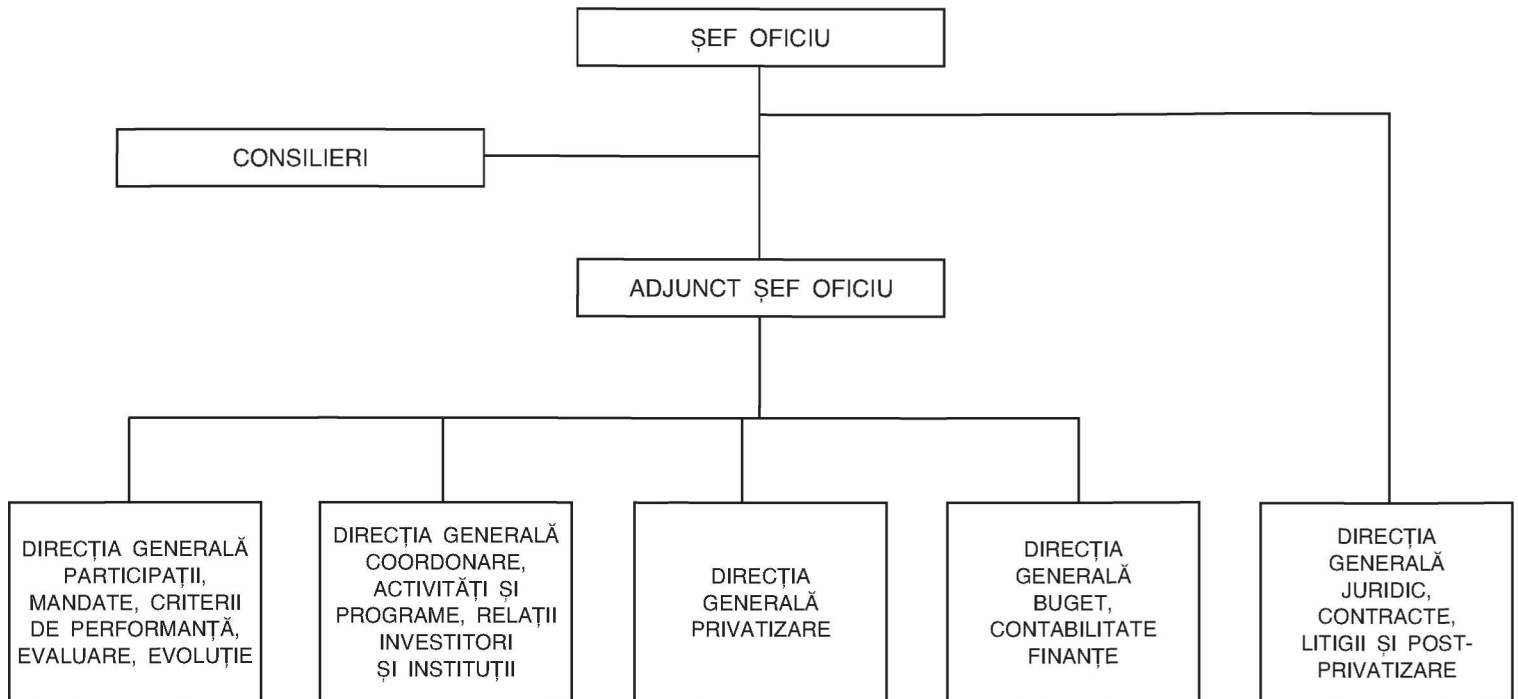 ȘEF OFICIU
CONSILIERI
ADJUNCT ȘEF OFICIU
DIRECȚIA GENERALĂ
PARTICIPAȚII,
MANDATE, CRITERII
DE PERFORMANȚĂ,
EVALUARE, EVOLUȚIE
DIRECȚIA GENERALĂ
COORDONARE,
ACTIVITĂȚI ȘI
PROGRAME, RELAȚII
INVESTITORI
ȘI INSTITUȚII
DIRECȚIA
GENERALĂ
PRIVATIZARE
DIRECȚIA
GENERALĂ
BUGET,
CONTABILITATE
FINANȚE
DIRECȚIA
GENERALĂ
JURIDIC,
CONTRACTE,
LITIGII ȘI POST-
PRIVATIZARE